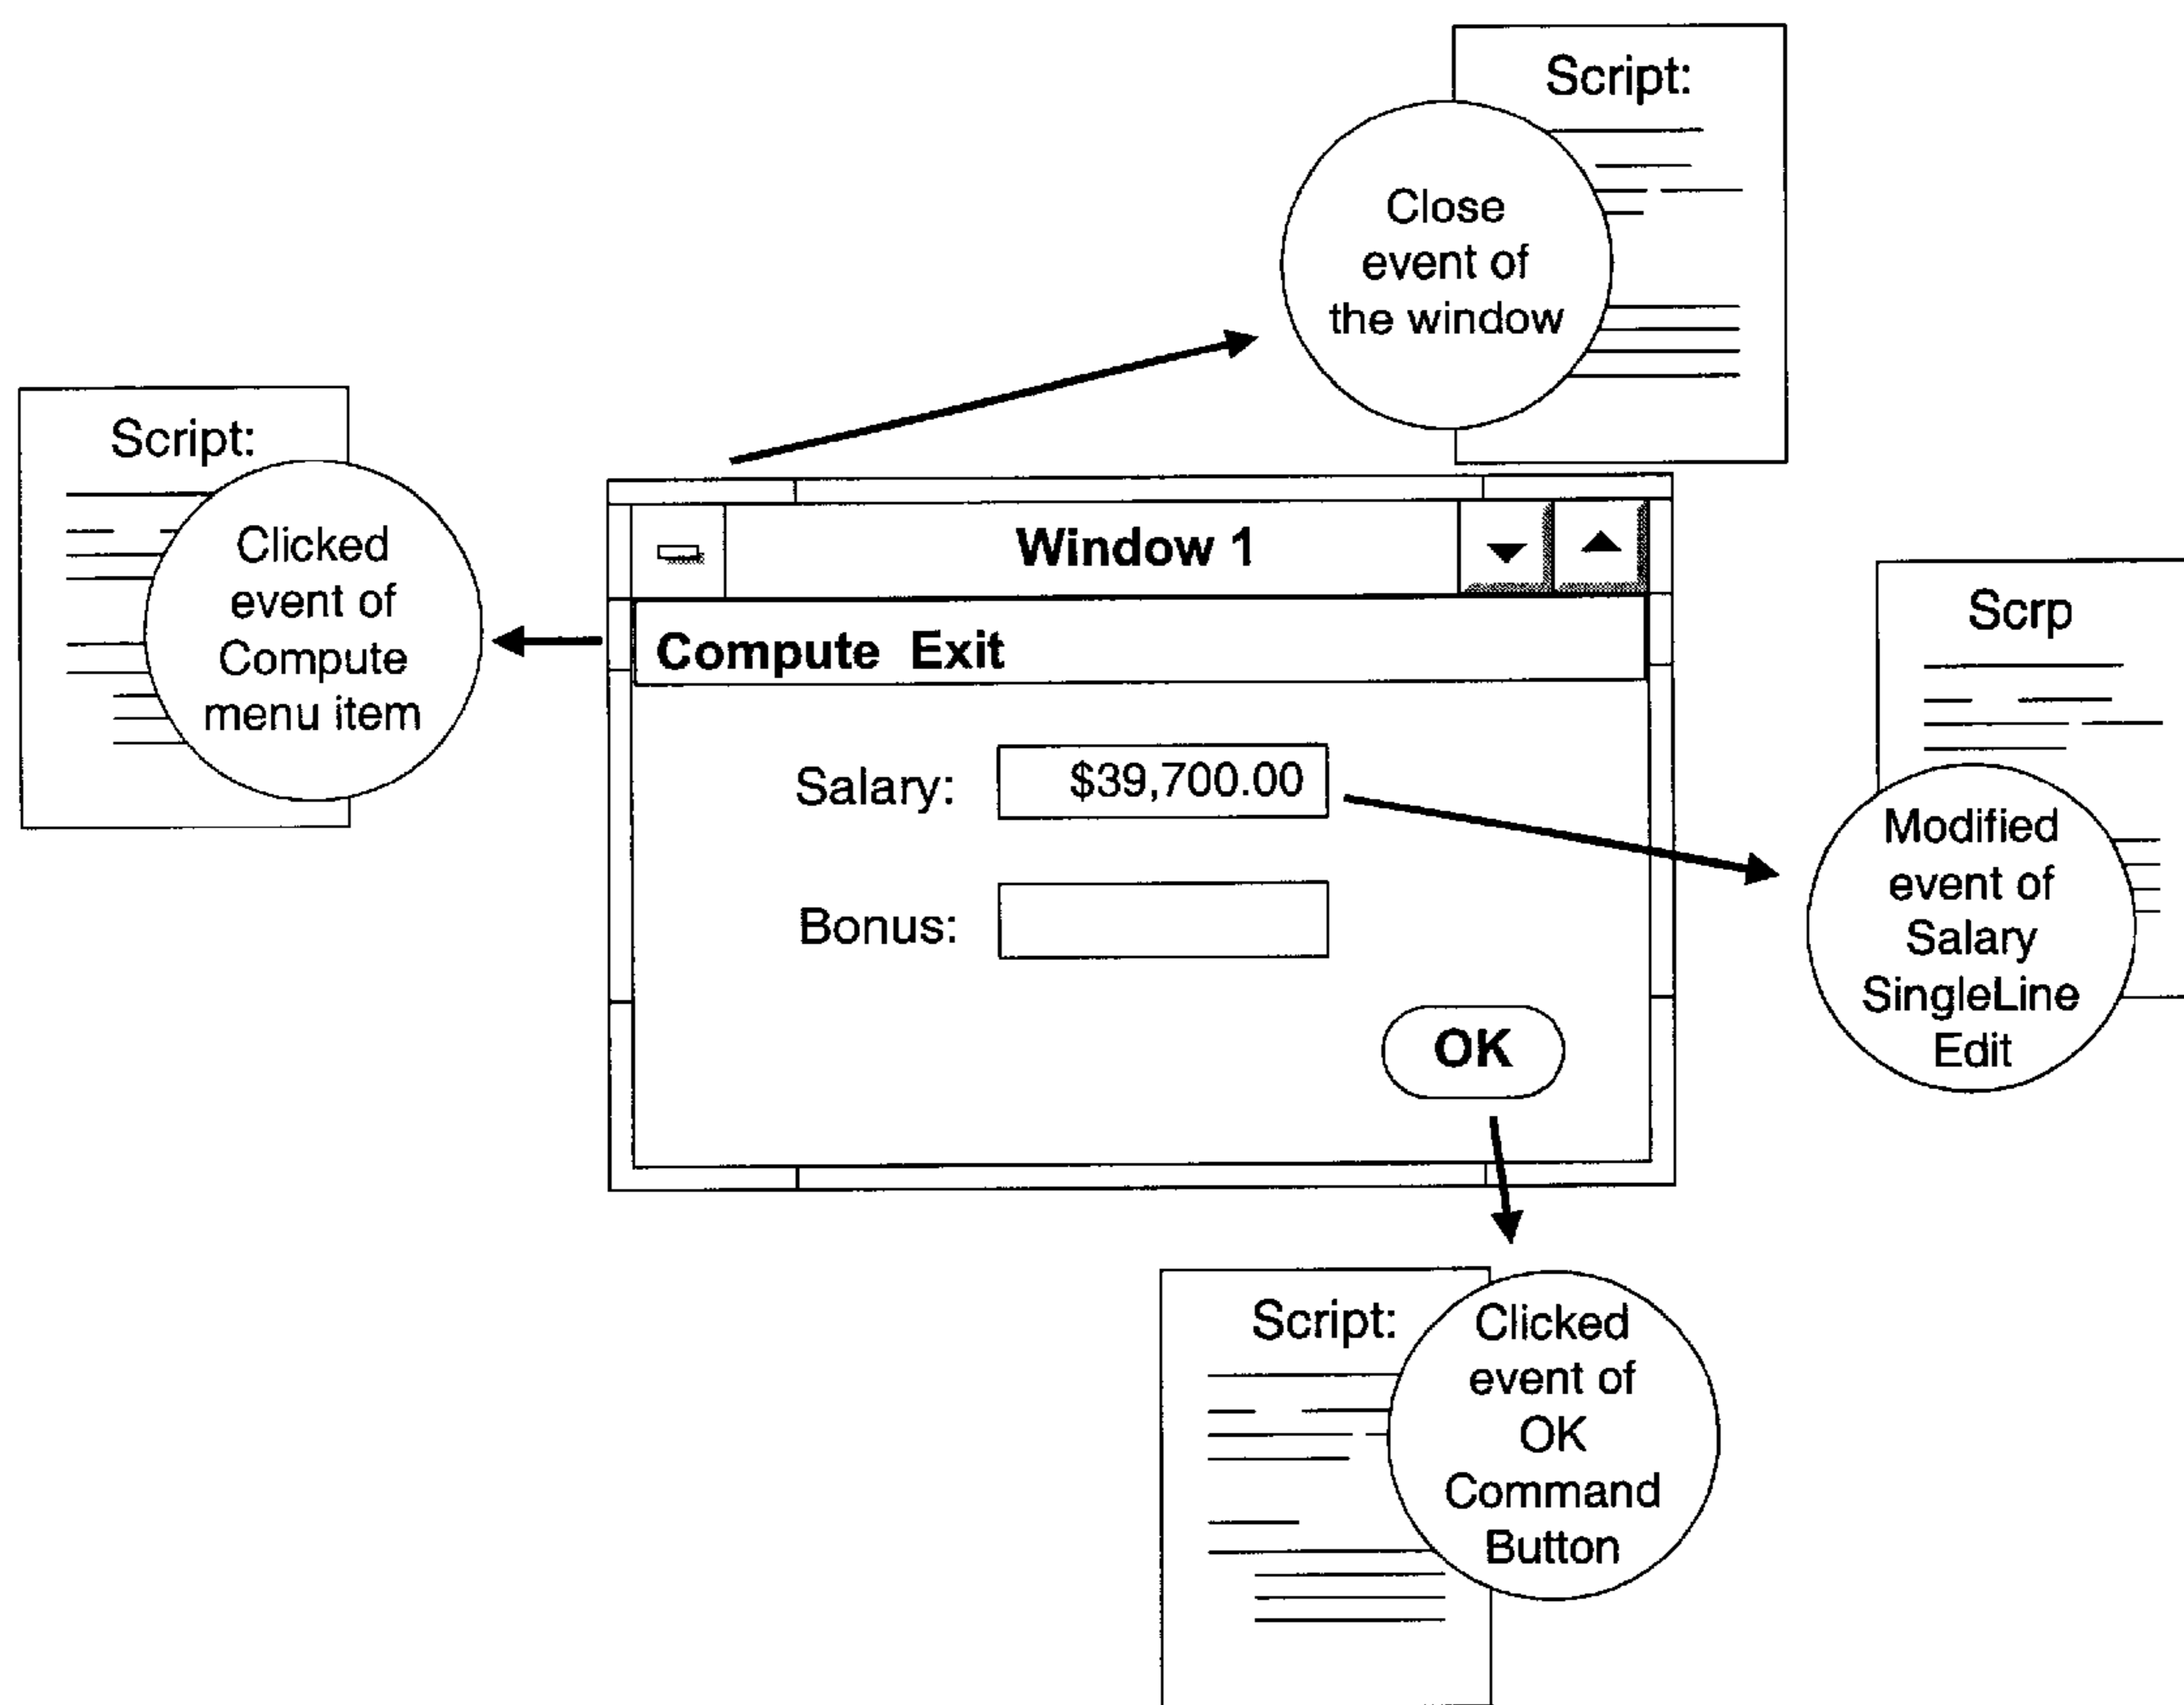 Script:
Close
event of
the window
Script:
Clicked
event of
Compute
menu item
Window 1
Compute Exit
Salary: $39,700.00
Bonus:
OK
Scrp
Modified
event of
Salary
SingleLine
Edit
Script:
Clicked
event of
OK
Command
Button